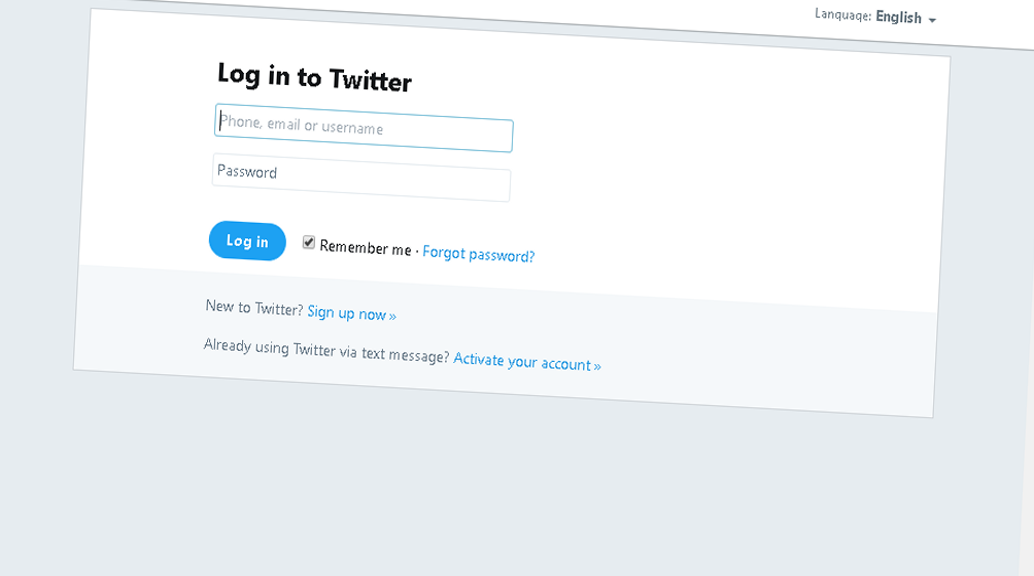 Language: English
Log in to Twitter
Phone, email or username
Password
Log in
Remember me · Forgot password?
New to Twitter? Sign up now »
Already using Twitter via text message? Activate your account »